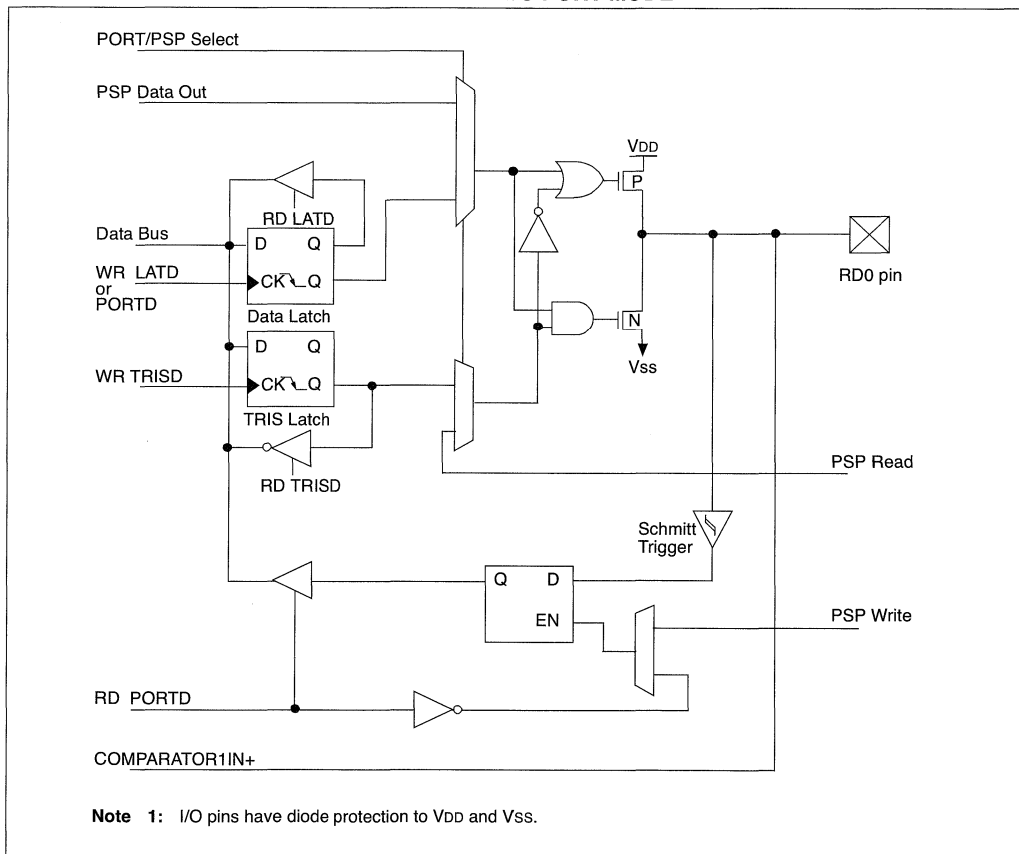 PORT/PSP Select
PSP Data Out
VDD
P
RD LATD
Data Bus
D Q
WR LATD
or
PORTD
CK Q
Data Latch
RD0 pin
N
Vss
D Q
WR TRISD
CK Q
TRIS Latch
RD TRISD
PSP Read
Schmitt
Trigger
Q D
EN
PSP Write
RD PORTD
COMPARATOR1IN+
Note 1: I/O pins have diode protection to VDD and VSS.